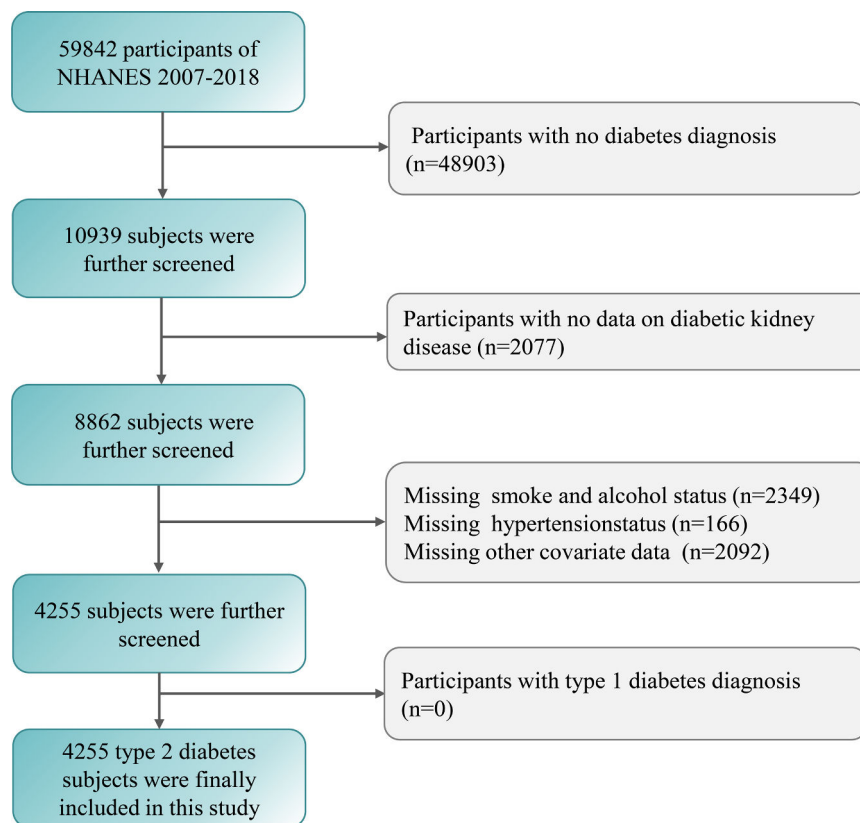 59842 participants of
NHANES 2007-2018
Participants with no diabetes diagnosis
(n=48903)
10939 subjects were
further screened
Participants with no data on diabetic kidney
disease (n=2077)
8862 subjects were
further screened
Missing smoke and alcohol status (n=2349)
Missing hypertensionstatus (n=166)
Missing other covariate data (n=2092)
4255 subjects were further
screened
Participants with type 1 diabetes diagnosis
(n=0)
4255 type 2 diabetes
subjects were finally
included in this study